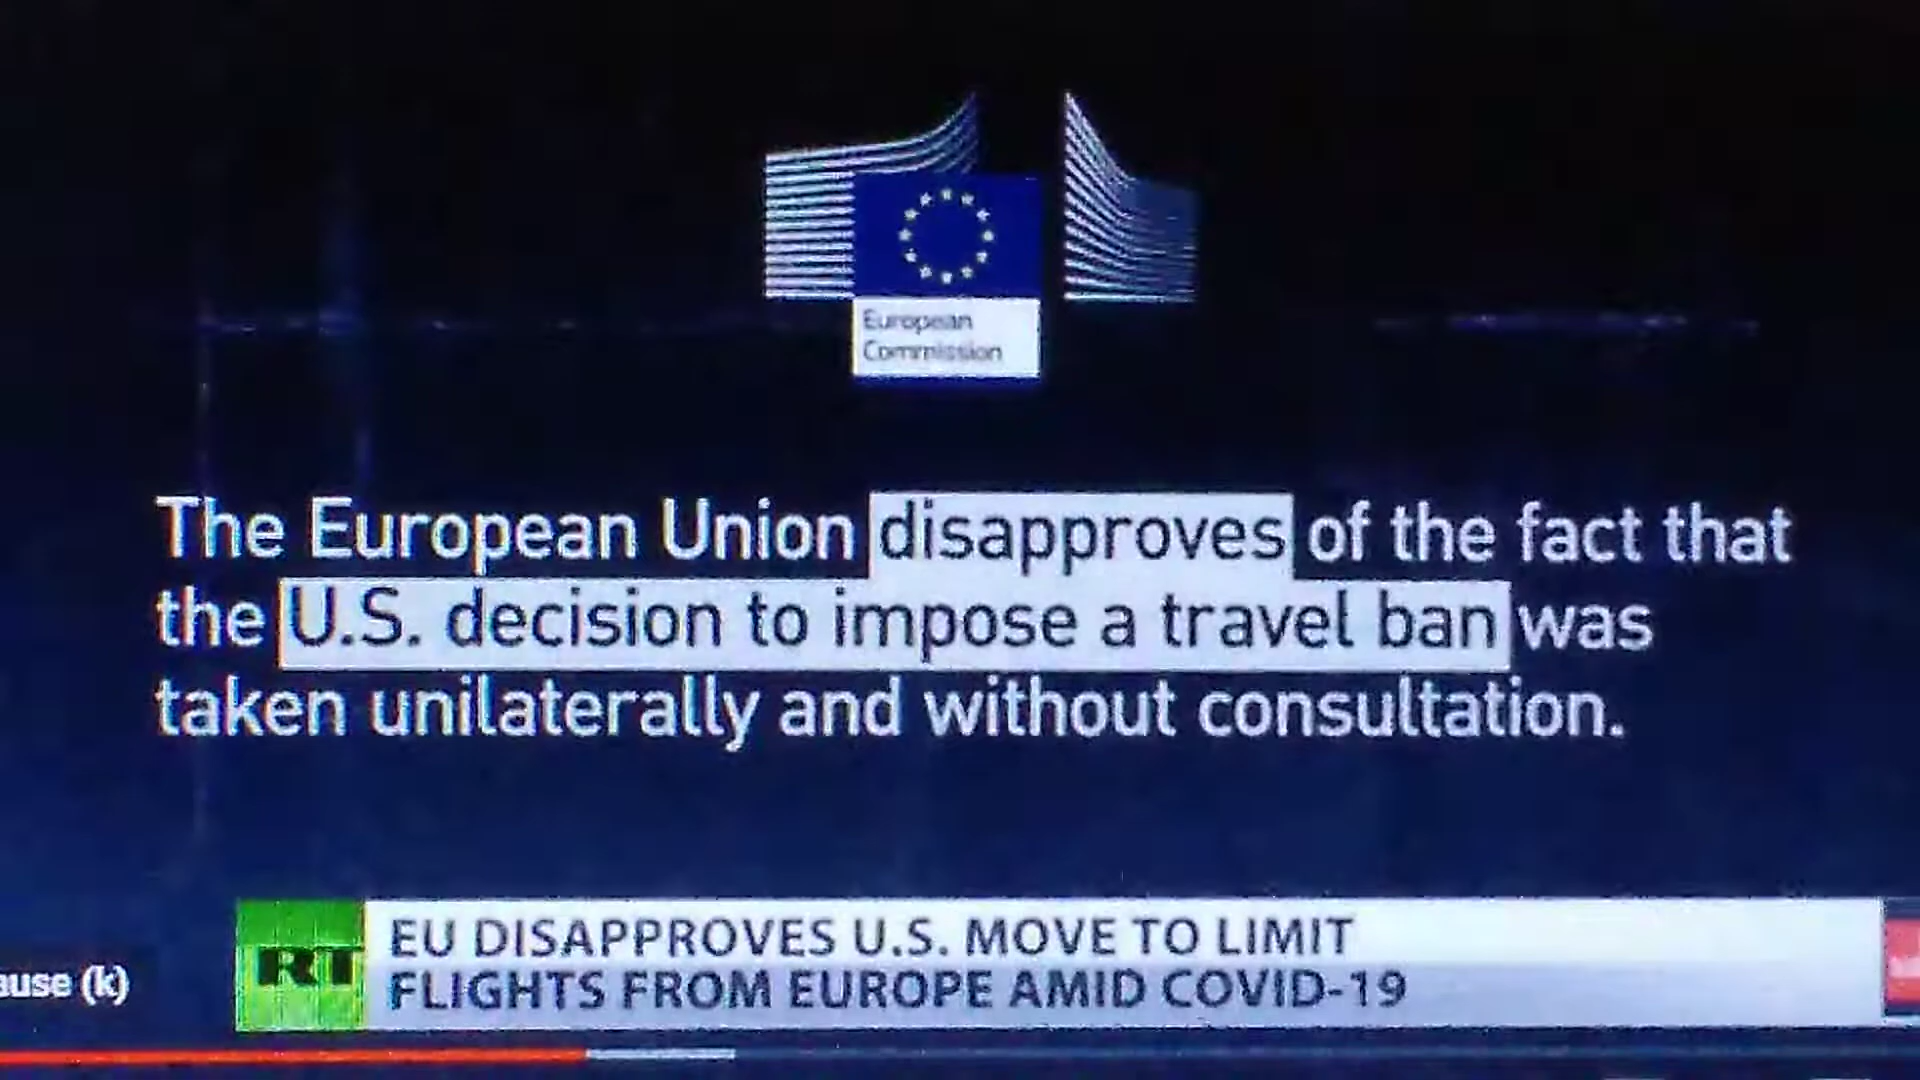 European
Commission
The European Union disapproves of the fact that
the U.S. decision to impose a travel ban was
taken unilaterally and without consultation.
RT
EU DISAPPROVES U.S. MOVE TO LIMIT
FLIGHTS FROM EUROPE AMID COVID-19
ause (k)